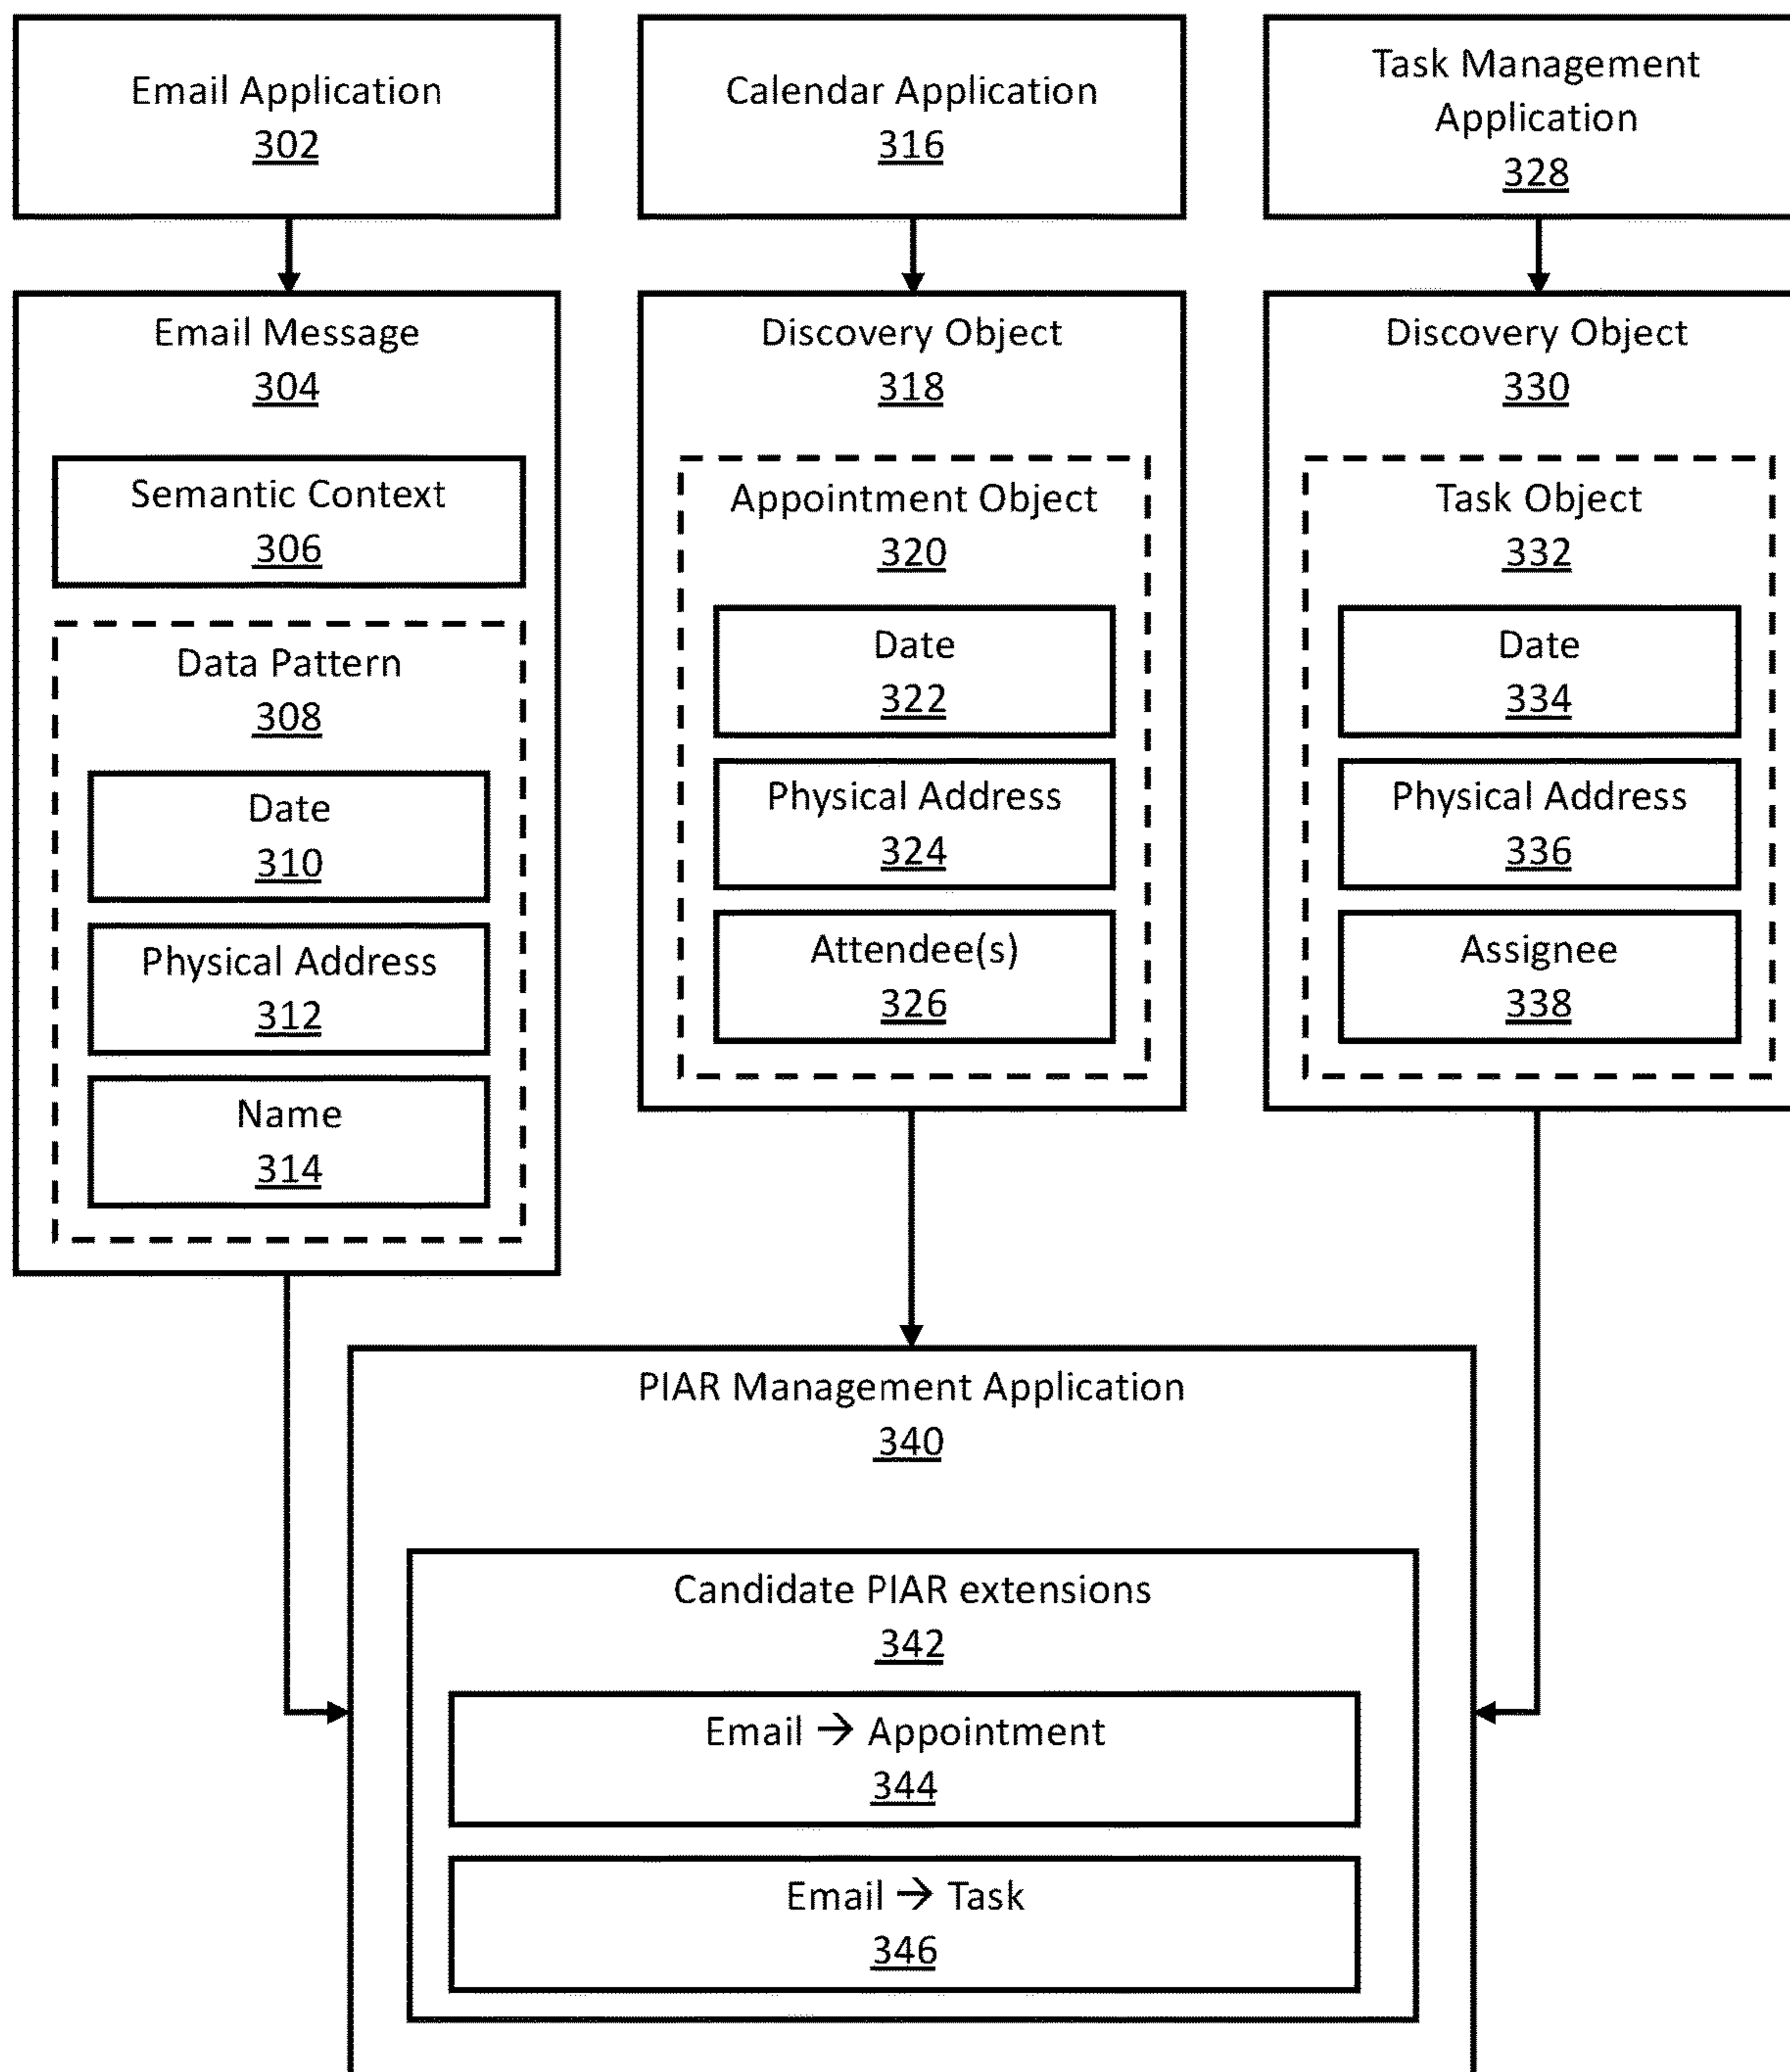 Email Application
302
Calendar Application
316
Task Management
Application
328
Email Message
304
Semantic Context
306
Data Pattern
308
Date
310
Physical Address
312
Name
314
Discovery Object
318
Appointment Object
320
Date
322
Physical Address
324
Attendee(s)
326
Discovery Object
330
Task Object
332
Date
334
Physical Address
336
Assignee
338
PIAR Management Application
340
Candidate PIAR extensions
342
Email → Appointment
344
Email → Task
346